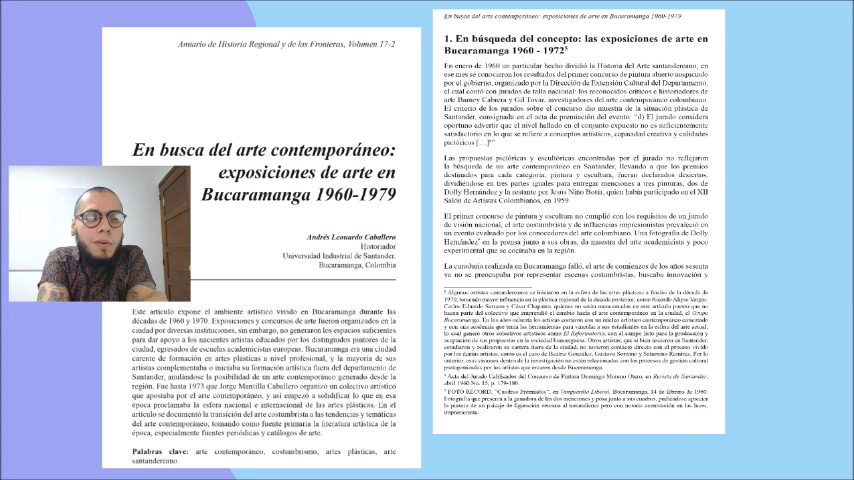 Anuario de Historia Regional y de las Fronteras, Volumen 17-2
En busca del arte contemporáneo:
exposiciones de arte en
Bucaramanga 1960-1979
Andrés Leonardo Caballero
Historiador
Universidad Industrial de Santander,
Bucaramanga, Colombia
Este artículo expone el ambiente artístico vivido en Bucaramanga durante las
décadas de 1960 y 1970. Exposiciones y concursos de arte fueron organizados en la
ciudad por diversas instituciones, sin embargo, no generaron los espacios suficientes
para dar apoyo a los nacientes artistas educados por los distinguidos pintores de la
ciudad, egresados de escuelas academicistas europeas. Bucaramanga era una ciudad
carente de formación en artes plásticas a nivel profesional, y la mayoría de sus
artistas complementaba o iniciaba su formación artística fuera del departamento de
Santander, anulándose la posibilidad de un arte contemporáneo generado desde la
región. Fue hasta 1973 que Jorge Mantilla Caballero organizó un colectivo artístico
que apostaba por el arte contemporáneo, y así empezó a solidificar lo que en esa
época proclamaba la esfera nacional e internacional de las artes plásticas. En el
artículo se documentó la transición del arte costumbrista a las tendencias y temáticas
del arte contemporáneo, tomando como fuente primaria la literatura artística de la
época, especialmente fuentes periódicas y catálogos de arte.
Palabras clave: arte contemporáneo, costumbrismo, artes plásticas, arte
santandereano.
En busca del arte contemporáneo: exposiciones de arte en Bucaramanga 1960-1979
1. En búsqueda del concepto: las exposiciones de arte en
Bucaramanga 1960 - 1972⁵
En enero de 1960 un particular hecho dividió la Historia del Arte santandereano, en
ese mes se conocieron los resultados del primer concurso de pintura abierto auspiciado
por el gobierno, organizado por la Dirección de Extensión Cultural del Departamento,
el cual contó con jurados de talla nacional: los reconocidos críticos e historiadores de
arte Barney Cabrera y Gil Tovar, investigadores del arte contemporáneo colombiano.
El criterio de los jurados sobre el concurso dio muestra de la situación plástica de
Santander, consignada en el acta de premiación del evento: "d) El jurado considera
oportuno advertir que el nivel hallado en el conjunto expuesto no es suficientemente
satisfactorio en lo que se refiere a conceptos artísticos, capacidad creativa y calidades
pictóricas [...]
Las propuestas pictóricas y escultóricas encontradas por el jurado no reflejaron
la búsqueda de un arte contemporáneo en Santander, llevando a que los premios
destinados para cada categoría, pintura y escultura, fueran declarados desiertos,
dividiéndose en tres partes iguales para entregar menciones a tres pinturas, dos de
Dolly Hernández y la restante por Jesús Niño Botía, quien había participado en el XII
Salón de Artistas Colombianos, en 1959.
El primer concurso de pintura y escultura no cumplió con los requisitos de un jurado
de visión nacional, el arte costumbrista y de influencias impresionistas prevaleció en
un evento evaluado por los conocedores del arte colombiano. Una fotografía de Dolly
Hernández en la prensa junto a sus obras, da muestra del arte academicista y poco
experimental que se cocinaba en la región.
La curaduría realizada en Bucaramanga falló, el arte de comienzos de los años sesenta
ya no se preocupaba por representar escenas y paisajes costumbristas, buscaba innovación y